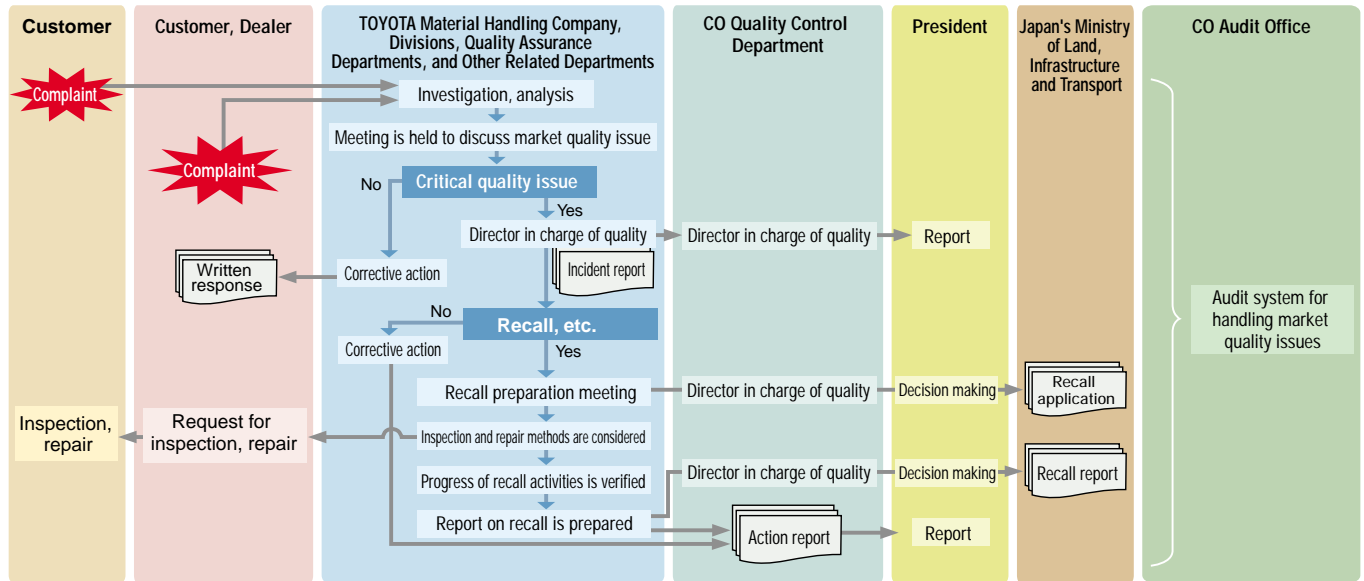 Customer
Customer, Dealer
TOYOTA Material Handling Company,
Divisions, Quality Assurance
Departments, and Other Related Departments
CO Quality Control
Department
President
Japan's Ministry
of Land,
Infrastructure
and Transport
CO Audit Office
Complaint
Investigation, analysis
Meeting is held to discuss market quality issue
Complaint
No
Critical quality issue
Yes
Director in charge of quality
Director in charge of quality
Report
Incident report
Written
response
Corrective action
No
Recall, etc.
Yes
Corrective action
Audit system for
handling market
quality issues
Recall preparation meeting
Director in charge of quality
Decision making
Recall
application
Inspection,
repair
Request for
inspection, repair
Inspection and repair methods are considered
Progress of recall activities is verified
Director in charge of quality
Decision making
Recall report
Report on recall is prepared
Action report
Report